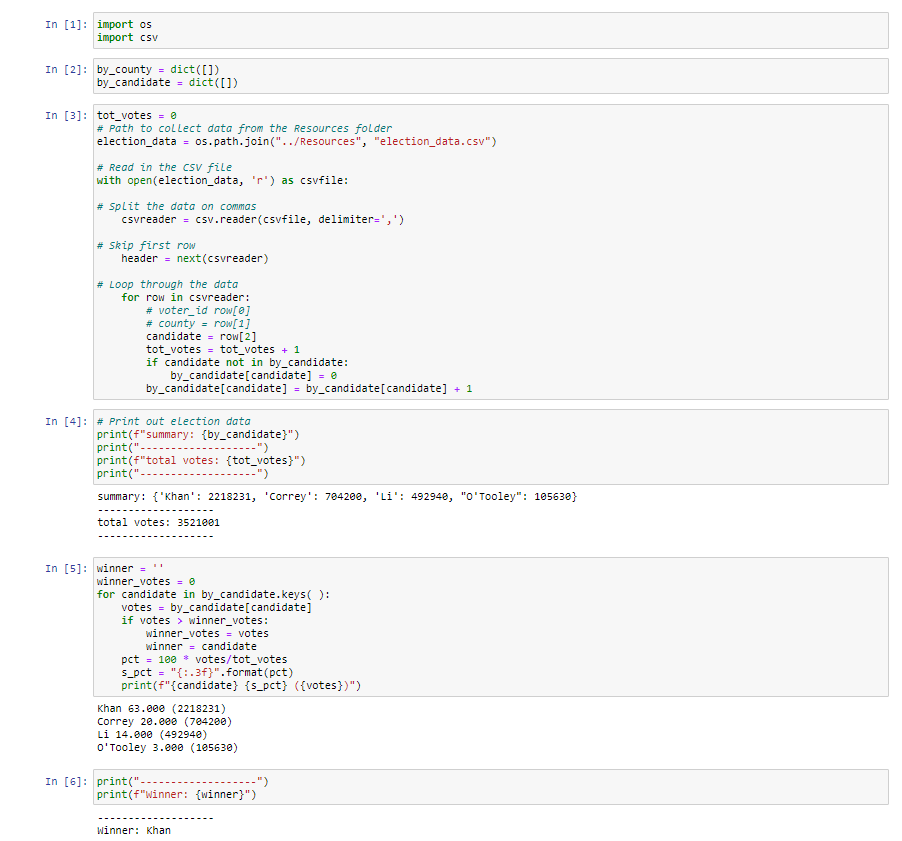 In [1]: import os
import csv
In [2]: by_county = dict([])
by_candidate = dict([])
In [3]: tot_votes = 0
# Path to collect data from the Resources folder
election_data = os.path.join("../Resources", "election_data.csv")
# Read in the CSV file
with open(election_data, 'r') as csvfile:
# Split the data on commas
csvreader = csv.reader(csvfile, delimiter=',')
# Skip first row
header = next(csvreader)
# Loop through the data
for row in csvreader:
# voter_id row[0]
# county = row[1]
candidate = row[2]
tot_votes = tot_votes + 1
if candidate not in by_candidate:
by_candidate[candidate] = 0
by_candidate[candidate] = by_candidate[candidate] + 1
In [4]: # Print out election data
print(f"summary: {by_candidate}")
print("-------------------")
print(f"total votes: {tot_votes}")
print("-------------------")
summary: {'Khan': 2218231, 'Correy': 704200, 'Li': 492940, "O'Tooley": 105630}
-------------------
total votes: 3521001
-------------------
In [5]: winner = ''
winner_votes = 0
for candidate in by_candidate.keys( ):
votes = by_candidate[candidate]
if votes > winner_votes:
winner_votes = votes
winner = candidate
pct = 100 * votes/tot_votes
s_pct = "{:.3f}".format(pct)
print(f"{candidate} {s_pct} ({votes})")
Khan 63.000 (2218231)
Correy 20.000 (704200)
Li 14.000 (492940)
O'Tooley 3.000 (105630)
In [6]: print("-------------------")
print(f"Winner: {winner}")
-------------------
Winner: Khan